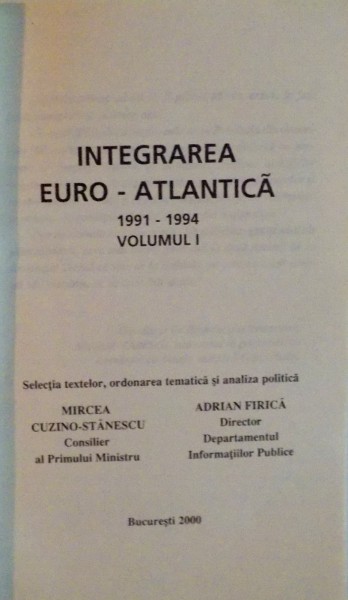 INTEGRAREA
EURO - ATLANTICÃ
1991 - 1994
VOLUMUL I
Selecţia textelor, ordonarea tematică şi analiza politică
MIRCEA
CUZINO-STĂNESCU
Consilier
al Primului Ministru
ADRIAN FIRICĂ
Director
Departamentul
Informaţiilor Publice
Bucureşti 2000